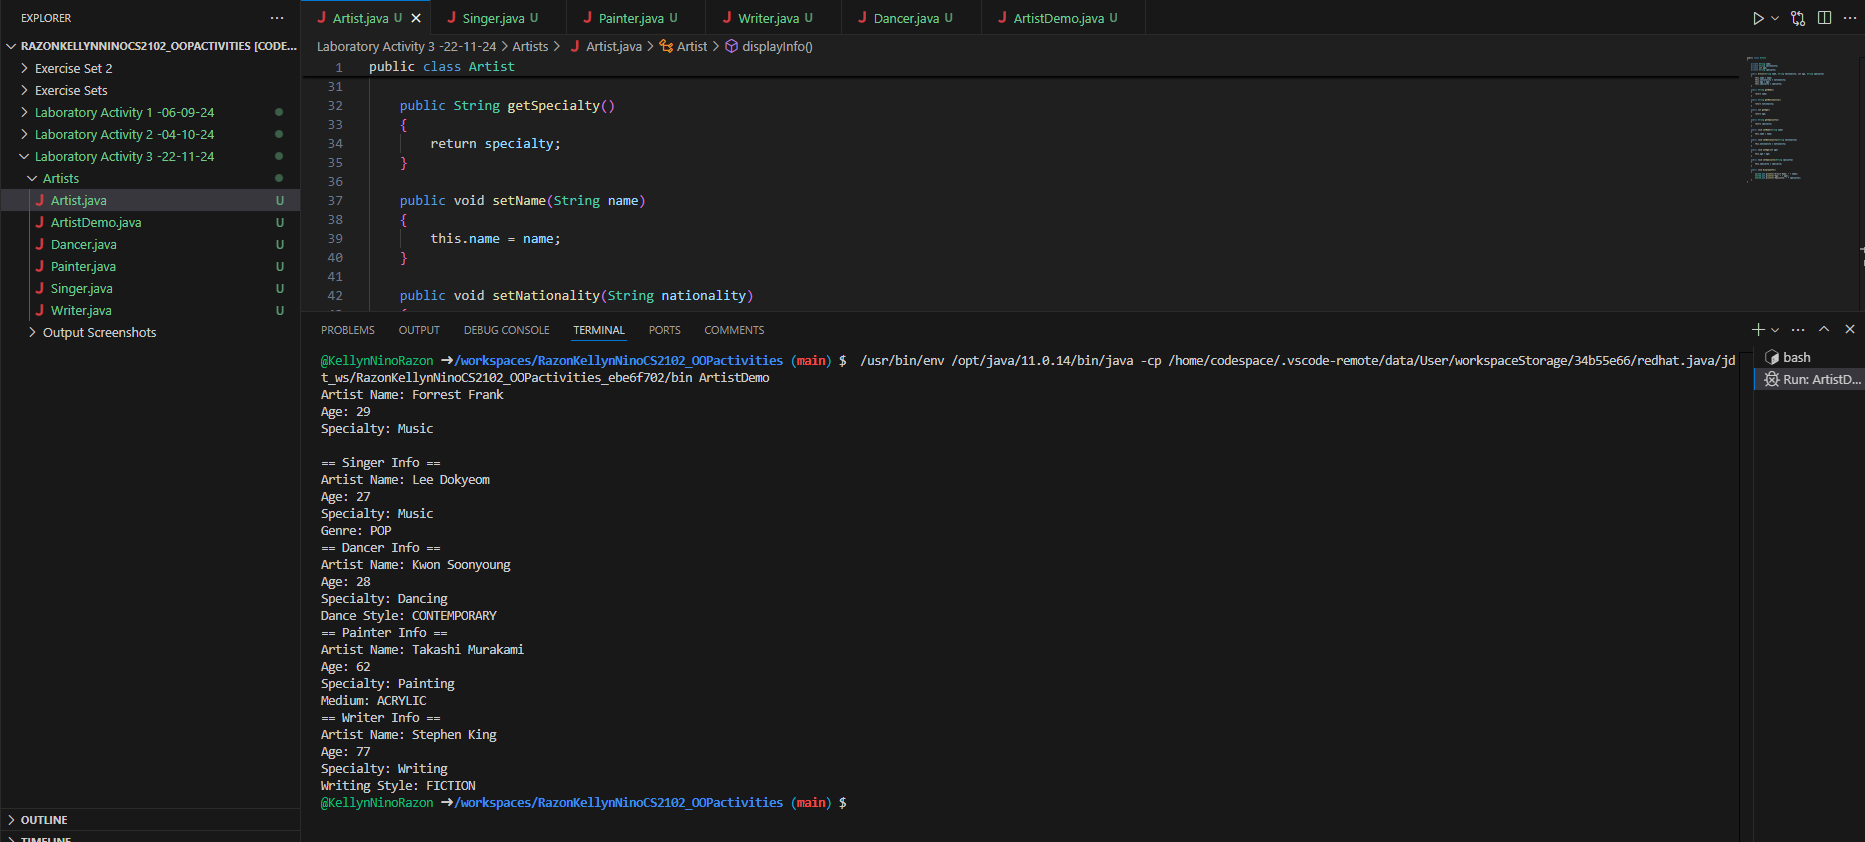 EXPLORER
RAZONKELLYNNINOCS2102_OOPACTIVITIES [CODE...
Exercise Set 2
Exercise Sets
Laboratory Activity 1 -06-09-24
Laboratory Activity 2 -04-10-24
Laboratory Activity 3 -22-11-24
Artists
Artist.java U
ArtistDemo.java U
Dancer.java U
Painter.java U
Singer.java U
Writer.java U
Output Screenshots
OUTLINE
TIMELINE
Artist.java U Singer.java U Painter.java U Writer.java U Dancer.java U ArtistDemo.java U
Laboratory Activity 3 -22-11-24 > Artists > Artist.java > Artist > displayInfo()
1 public class Artist
31
32 public String getSpecialty()
33 {
34 return specialty;
35 }
36
37 public void setName(String name)
38 {
39 this.name = name;
40 }
41
42 public void setNationality(String nationality)
PROBLEMS OUTPUT DEBUG CONSOLE TERMINAL PORTS COMMENTS
@KellynNinoRazon ➜/workspaces/RazonKellynNinoCS2102_OOPactivities (main) $ /usr/bin/env /opt/java/11.0.14/bin/java -cp /home/codespace/.vscode-remote/data/User/workspaceStorage/34b55e66/redhat.java/jd
t_ws/RazonKellynNinoCS2102_OOPactivities_ebe6f702/bin ArtistDemo
Artist Name: Forrest Frank
Age: 29
Specialty: Music
== Singer Info ==
Artist Name: Lee Dokyeom
Age: 27
Specialty: Music
Genre: POP
== Dancer Info ==
Artist Name: Kwon Soonyoung
Age: 28
Specialty: Dancing
Dance Style: CONTEMPORARY
== Painter Info ==
Artist Name: Takashi Murakami
Age: 62
Specialty: Painting
Medium: ACRYLIC
== Writer Info ==
Artist Name: Stephen King
Age: 77
Specialty: Writing
Writing Style: FICTION
@KellynNinoRazon ➜/workspaces/RazonKellynNinoCS2102_OOPactivities (main) $
bash
Run: ArtistD...